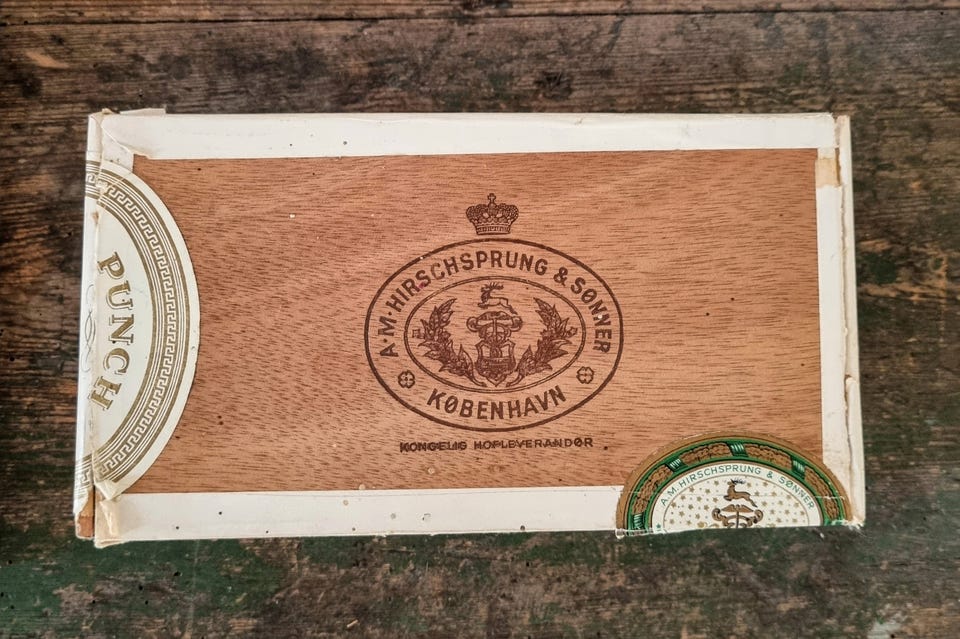 PUNCH
A·M·HIRSCHSPRUNG & SØNNER
KØBENHAVN
KONGELIG HOFLEVERANDØR
A.M. HIRSCHSPRUNG & SØNNER